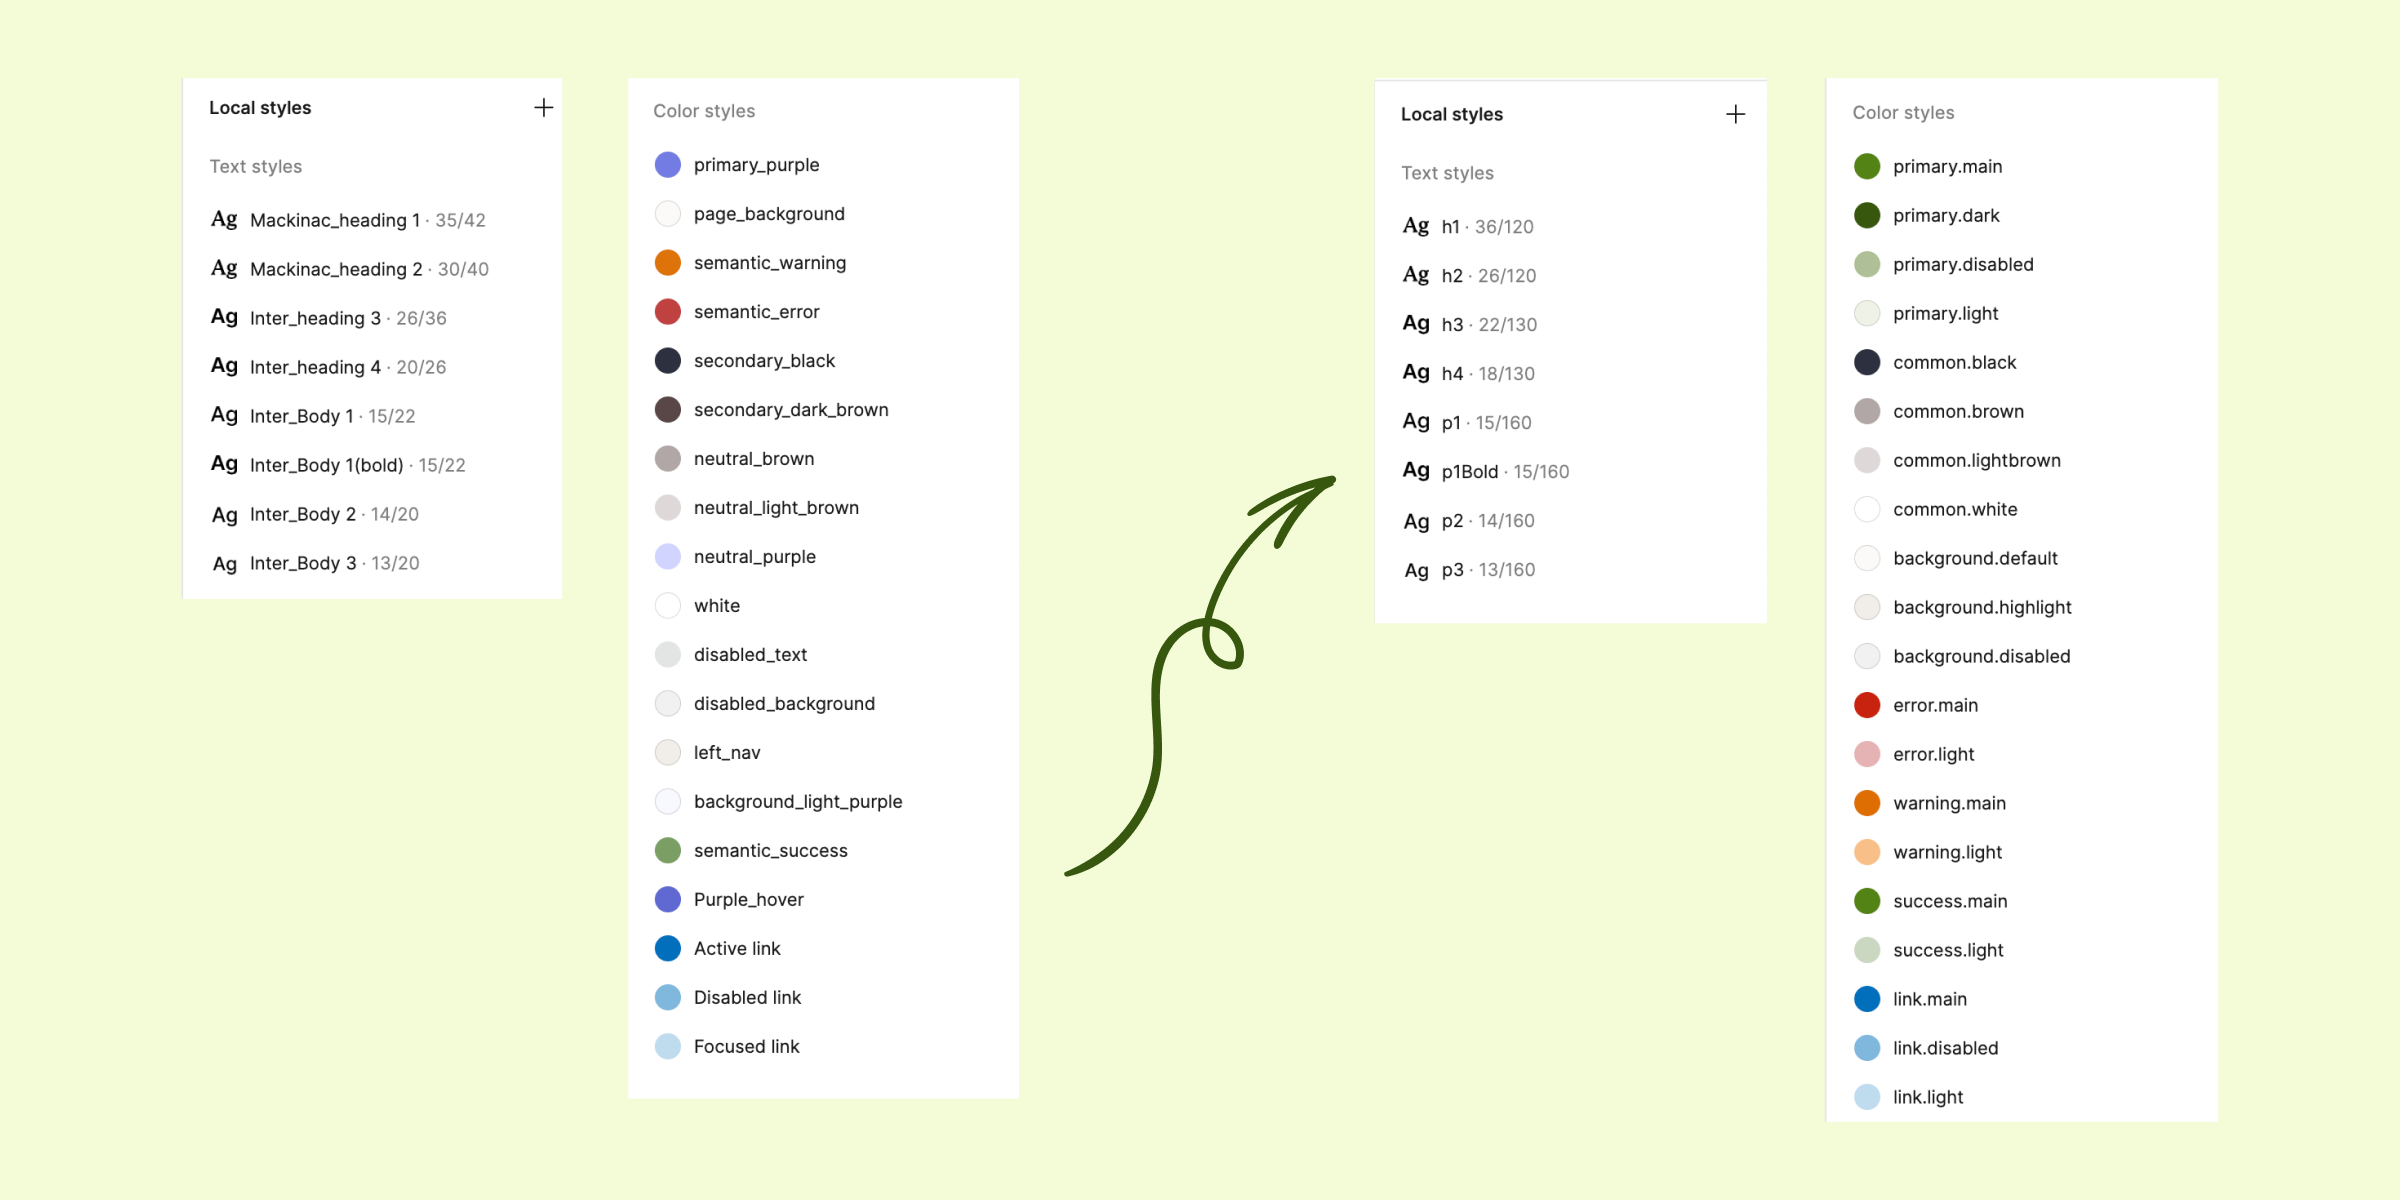 Local styles
Text styles
Ag Mackinac_heading 1 · 35/42
Ag Mackinac_heading 2 · 30/40
Ag Inter_heading 3 · 26/36
Ag Inter_heading 4 · 20/26
Ag Inter_Body 1 · 15/22
Ag Inter_Body 1(bold) · 15/22
Ag Inter_Body 2 · 14/20
Ag Inter_Body 3 · 13/20
Color styles
primary_purple
page_background
semantic_warning
semantic_error
secondary_black
secondary_dark_brown
neutral_brown
neutral_light_brown
neutral_purple
white
disabled_text
disabled_background
left_nav
background_light_purple
semantic_success
Purple_hover
Active link
Disabled link
Focused link
Local styles
Text styles
Ag h1 · 36/120
Ag h2 · 26/120
Ag h3 · 22/130
Ag h4 · 18/130
Ag p1 · 15/160
Ag p1Bold · 15/160
Ag p2 · 14/160
Ag p3 · 13/160
Color styles
primary.main
primary.dark
primary.disabled
primary.light
common.black
common.brown
common.lightbrown
common.white
background.default
background.highlight
background.disabled
error.main
error.light
warning.main
warning.light
success.main
success.light
link.main
link.disabled
link.light